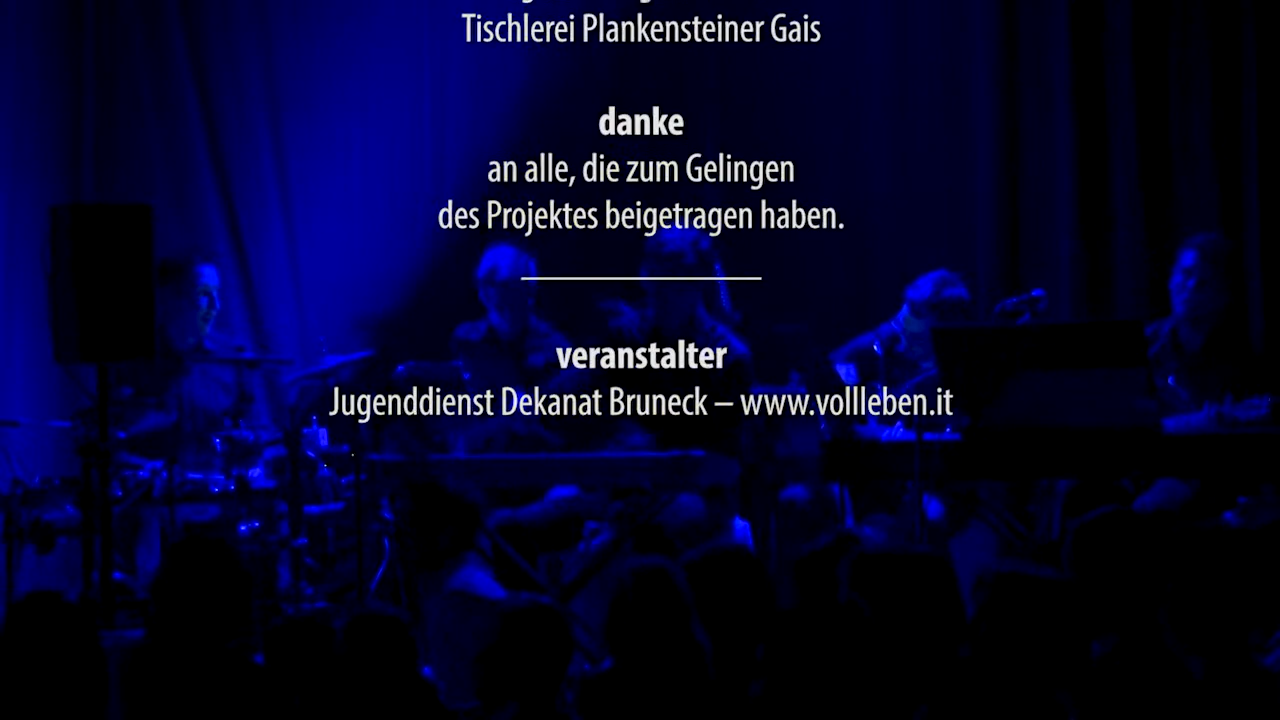 Tischlerei Plankensteiner Gais
danke
an alle, die zum Gelingen
des Projektes beigetragen haben.
veranstalter
Jugenddienst Dekanat Bruneck – www.vollleben.it